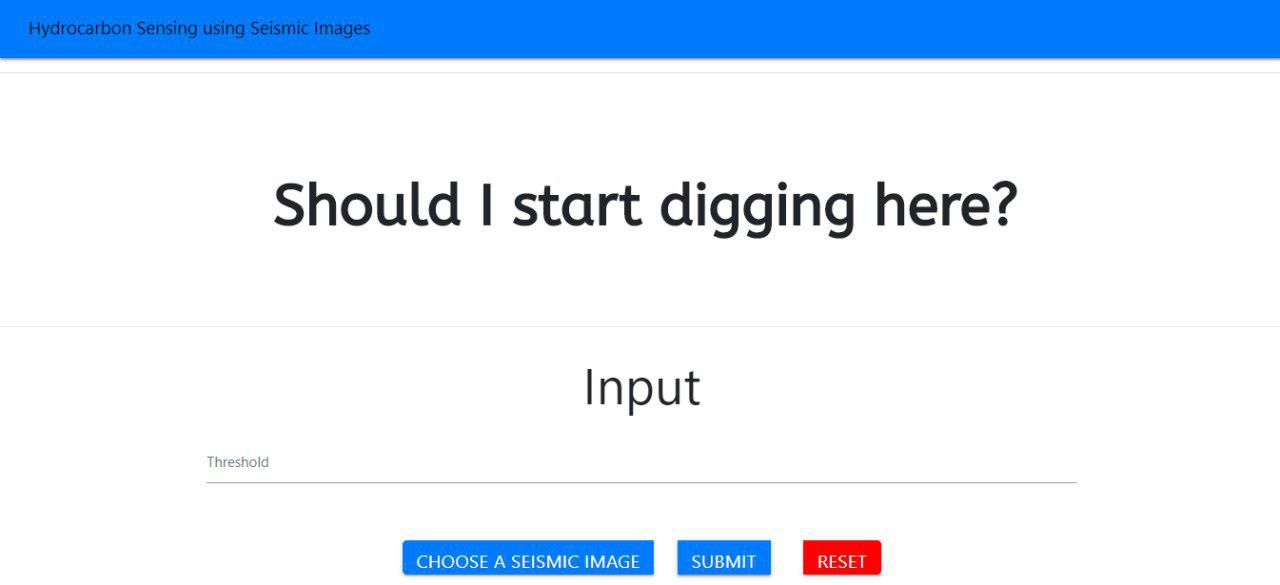 Hydrocarbon Sensing using Seismic Images
Should I start digging here?
Input
Threshold
CHOOSE A SEISMIC IMAGE SUBMIT RESET